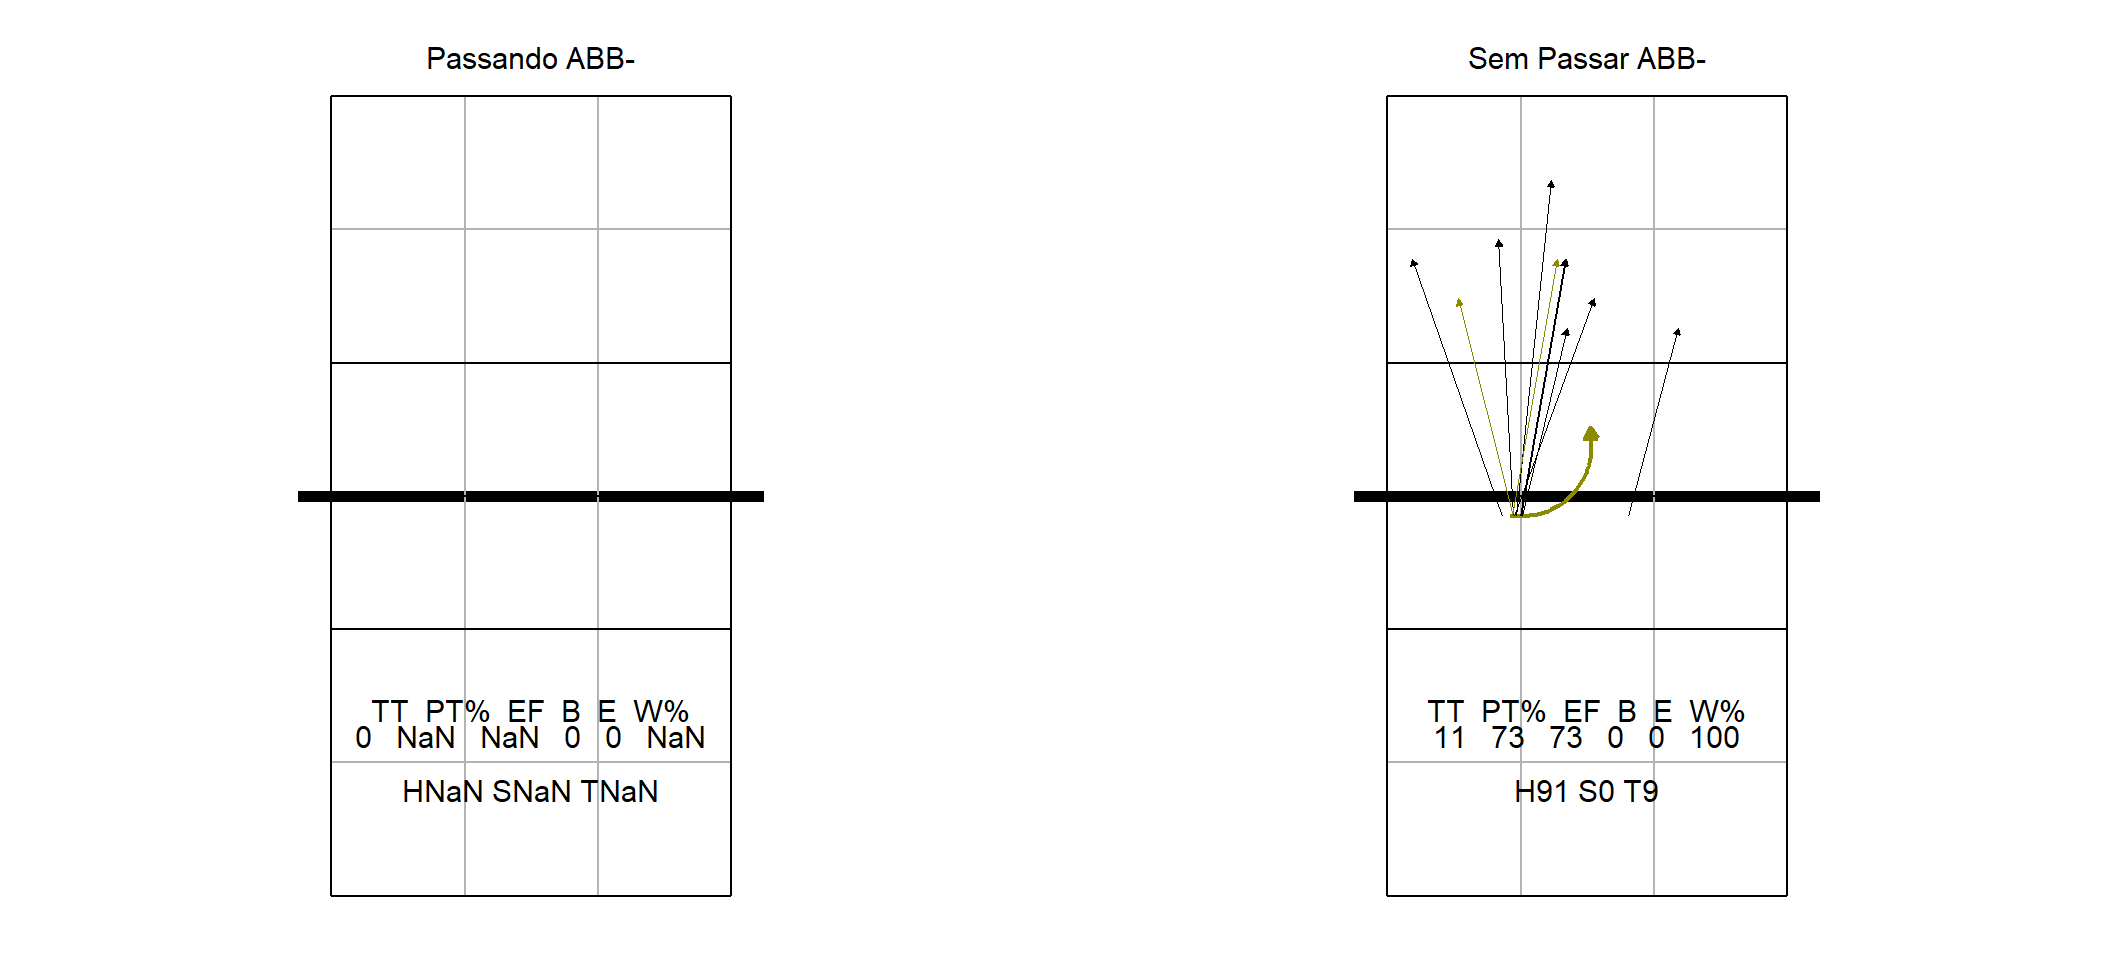 Passando ABB-
TT PT% EF B E W%
0 NaN NaN 0 0 NaN
HNaN SNaN TNaN
Sem Passar ABB-
TT PT% EF B E W%
11 73 73 0 0 100
H91 S0 T9